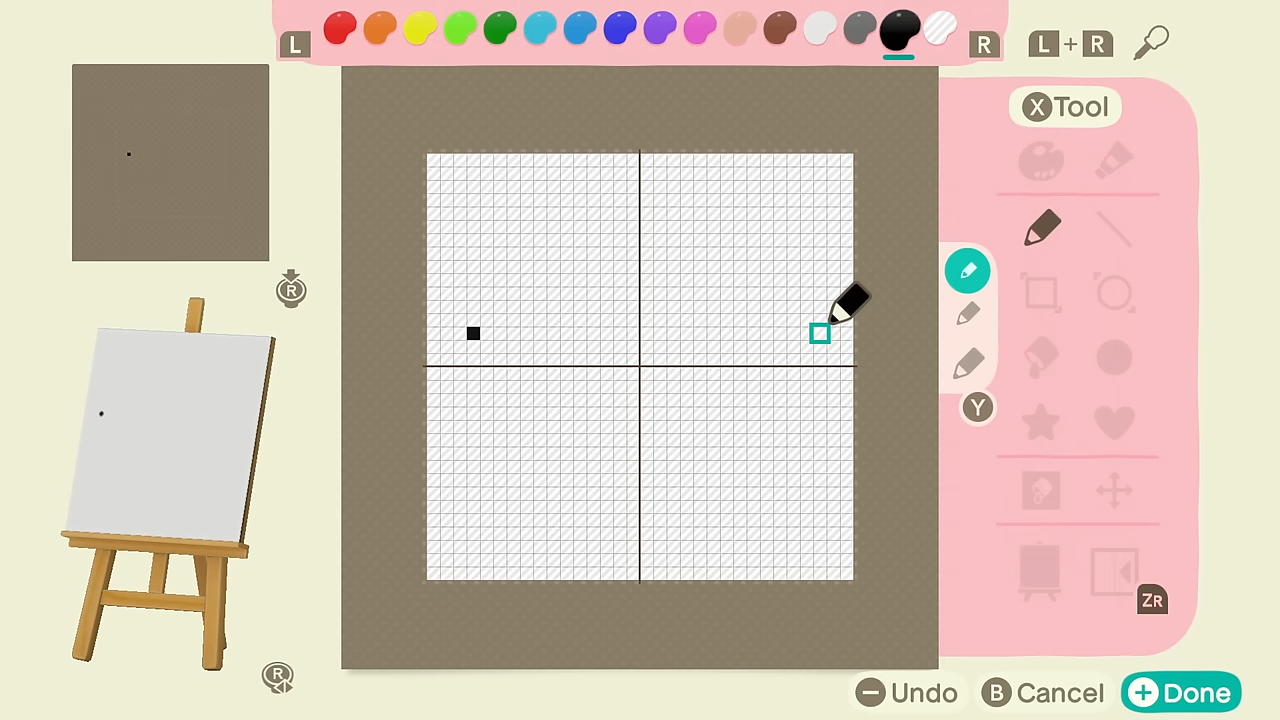 L
R
L + R
X Tool
R
Y
ZR
R
− Undo
B Cancel
+ Done